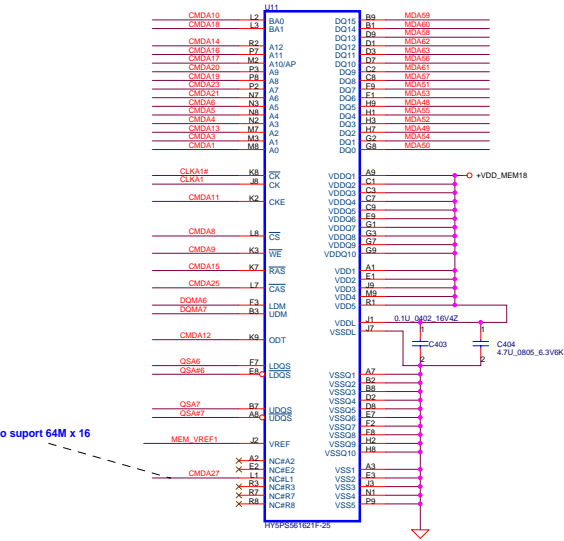 U11
CMDA10 L2 BA0 DQ15 B9 MDA59
CMDA18 L3 BA1 DQ14 B1 MDA60
DQ13 D9 MDA58
CMDA14 R2 A12 DQ12 D1 MDA62
CMDA16 P7 A11 DQ11 D3 MDA63
CMDA17 M2 A10/AP DQ10 D7 MDA56
CMDA20 P3 A9 DQ9 C2 MDA61
CMDA19 P8 A8 DQ8 C8 MDA57
CMDA23 P2 A7 DQ7 F9 MDA51
CMDA21 N7 A6 DQ6 F1 MDA53
CMDA6 N3 A5 DQ5 H9 MDA48
CMDA5 N8 A4 DQ4 H1 MDA55
CMDA4 N2 A3 DQ3 H3 MDA52
CMDA13 M7 A2 DQ2 H7 MDA49
CMDA3 M3 A1 DQ1 G2 MDA54
CMDA1 M8 A0 DQ0 G8 MDA50
CLKA1# K8 CK VDDQ1 A9 +VDD_MEM18
CLKA1 J8 CK VDDQ2 C1
VDDQ3 C3
CMDA11 K2 CKE VDDQ4 C7
VDDQ5 C9
VDDQ6 E9
VDDQ7 G1
CMDA8 L8 CS VDDQ8 G3
VDDQ9 G7
CMDA9 K3 WE VDDQ10 G9
CMDA15 K7 RAS VDD1 A1
VDD2 E1
CMDA25 L7 CAS VDD3 J9
VDD4 M9
DQMA6 F3 LDM VDD5 R1
DQMA7 B3 UDM
VDDL J1 0.1U_0402_16V4Z
CMDA12 K9 ODT VSSDL J7 1 1
C403 C404
4.7U_0805_6.3V6K
2 2
QSA6 F7 LDQS
QSA#6 E8 LDQS VSSQ1 A7
VSSQ2 B2
VSSQ3 B8
VSSQ4 D2
QSA7 B7 UDQS VSSQ5 D8
QSA#7 A8 UDQS VSSQ6 E7
VSSQ7 F2
VSSQ8 F8
o suport 64M x 16
MEM_VREF1 J2 VREF VSSQ9 H2
VSSQ10 H8
A2 NC#A2
E2 NC#E2 VSS1 A3
CMDA27 L1 NC#L1 VSS2 E3
R3 NC#R3 VSS3 J3
R7 NC#R7 VSS4 N1
R8 NC#R8 VSS5 P9
HY5PS561621F-25